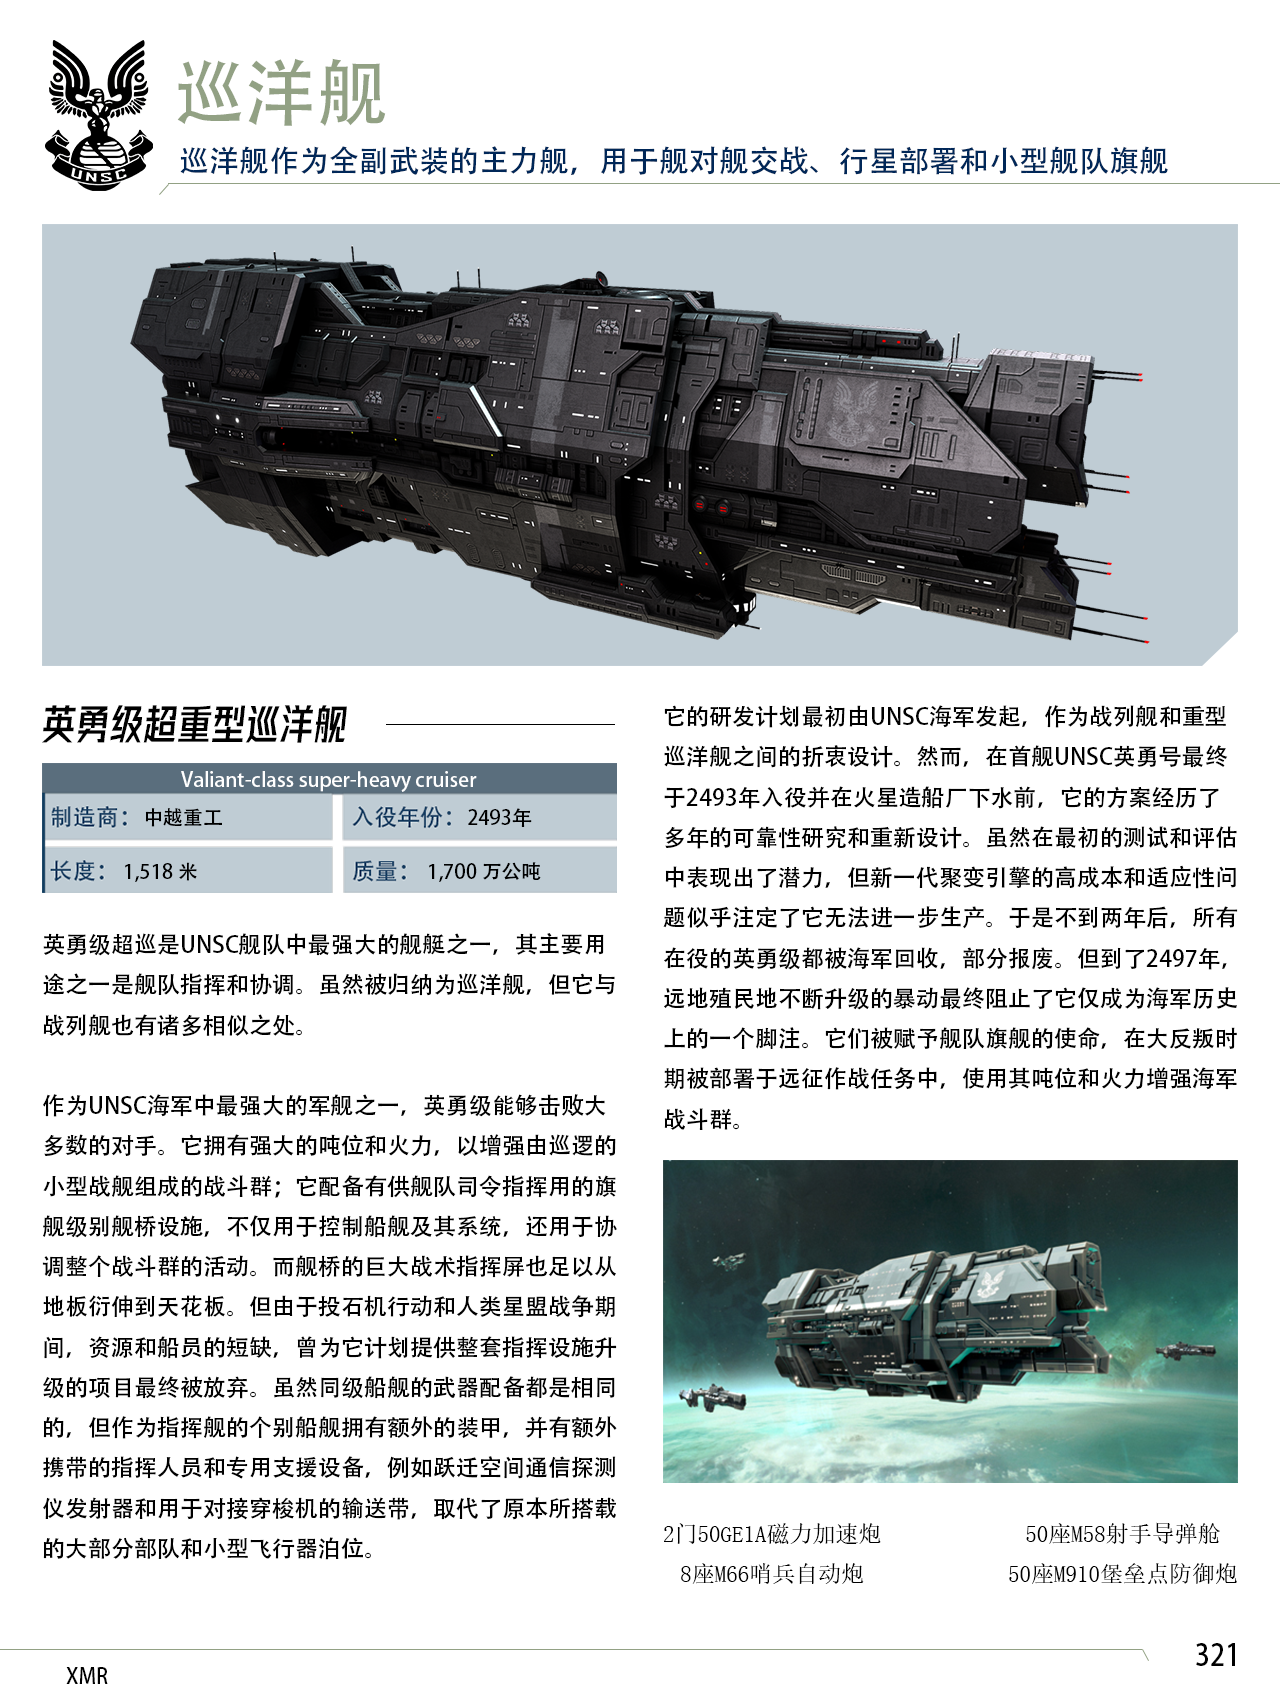 UNSC
巡洋舰
巡洋舰作为全副武装的主力舰，用于舰对舰交战、行星部署和小型舰队旗舰
英勇级超重型巡洋舰
Valiant-class super-heavy cruiser
制造商：中越重工
入役年份：2493年
长度：1,518 米
质量：1,700 万公吨
英勇级超巡是UNSC舰队中最强大的舰艇之一，其主要用
途之一是舰队指挥和协调。虽然被归纳为巡洋舰，但它与
战列舰也有诸多相似之处。
作为UNSC海军中最强大的军舰之一，英勇级能够击败大
多数的对手。它拥有强大的吨位和火力，以增强由巡逻的
小型战舰组成的战斗群；它配备有供舰队司令指挥用的旗
舰级别舰桥设施，不仅用于控制船舰及其系统，还用于协
调整个战斗群的活动。而舰桥的巨大战术指挥屏也足以从
地板衍伸到天花板。但由于投石机行动和人类星盟战争期
间，资源和船员的短缺，曾为它计划提供整套指挥设施升
级的项目最终被放弃。虽然同级船舰的武器配备都是相同
的，但作为指挥舰的个别船舰拥有额外的装甲，并有额外
携带的指挥人员和专用支援设备，例如跃迁空间通信探测
仪发射器和用于对接穿梭机的输送带，取代了原本所搭载
的大部分部队和小型飞行器泊位。
它的研发计划最初由UNSC海军发起，作为战列舰和重型
巡洋舰之间的折衷设计。然而，在首舰UNSC英勇号最终
于2493年入役并在火星造船厂下水前，它的方案经历了
多年的可靠性研究和重新设计。虽然在最初的测试和评估
中表现出了潜力，但新一代聚变引擎的高成本和适应性问
题似乎注定了它无法进一步生产。于是不到两年后，所有
在役的英勇级都被海军回收，部分报废。但到了2497年，
远地殖民地不断升级的暴动最终阻止了它仅成为海军历史
上的一个脚注。它们被赋予舰队旗舰的使命，在大反叛时
期被部署于远征作战任务中，使用其吨位和火力增强海军
战斗群。
2门50GE1A磁力加速炮
50座M58射手导弹舱
8座M66哨兵自动炮
50座M910堡垒点防御炮
321
XMR